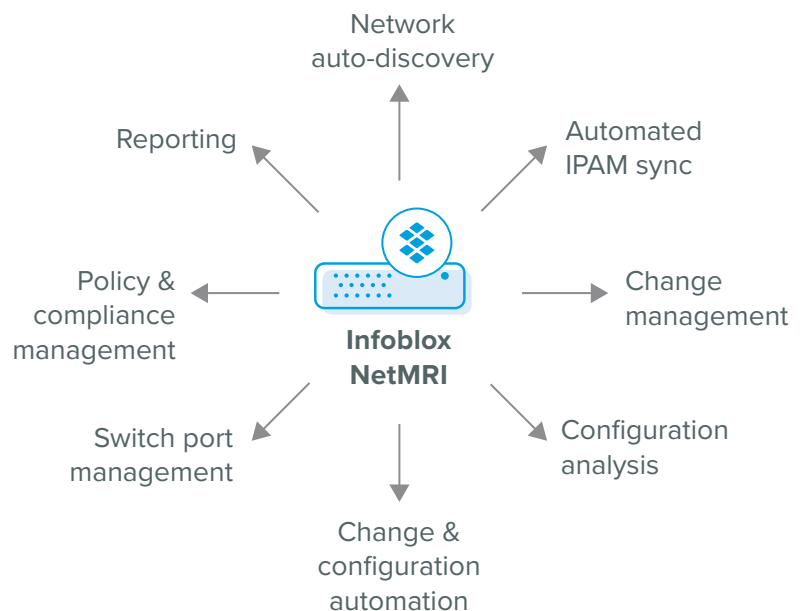 Network
auto-discovery
Reporting
Automated
IPAM sync
Policy &
compliance
management
Change
management
Infoblox
NetMRI
Switch port
management
Configuration
analysis
Change &
configuration
automation